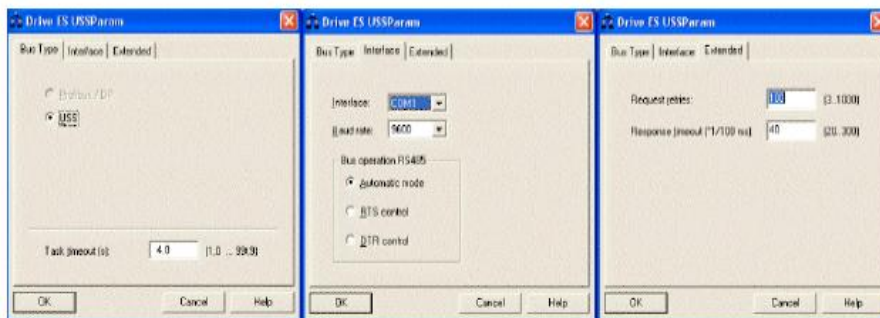 Drive ES USSParam
Bus Type Interface Extended
Profibus / DP
USS
Task timeout (s): 4.0 (1.0 ... 99.9)
OK Cancel Help
Drive ES USSParam
Bus Type Interface Extended
Interface: COM1
Baud rate: 9600
Bus operation RS485
Automatic mode
RTS control
DTR control
OK Cancel Help
Drive ES USSParam
Bus Type Interface Extended
Request retries: 100 (3..1000)
Response timeout (*1/100 ms) 40 (20..300)
OK Cancel Help